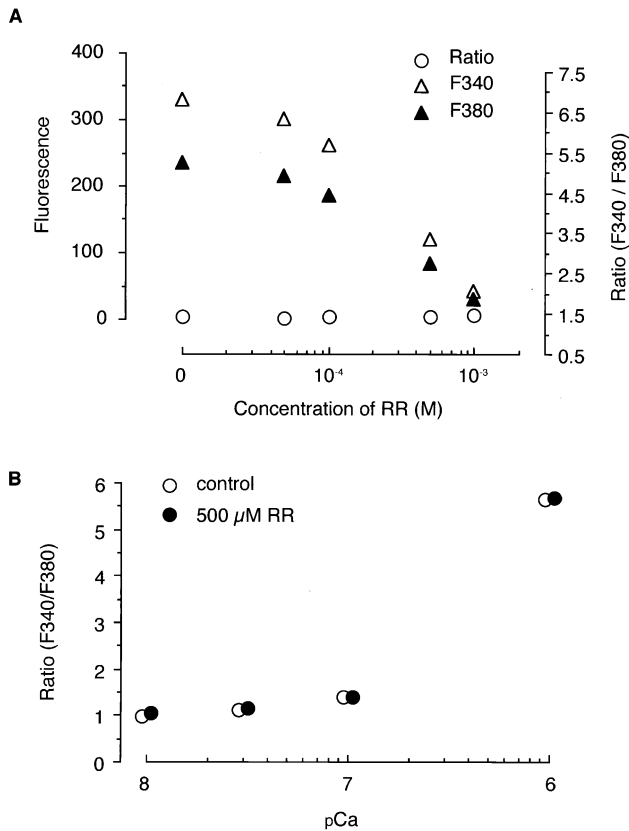 A
Ratio
F340
F380
400
300
200
100
0
Fluorescence
7.5
6.5
5.5
4.5
3.5
2.5
1.5
0.5
Ratio (F340 / F380)
0
10-4
10-3
Concentration of RR (M)
B
control
500 µM RR
6
5
4
3
2
1
0
Ratio (F340/F380)
8
7
6
pCa